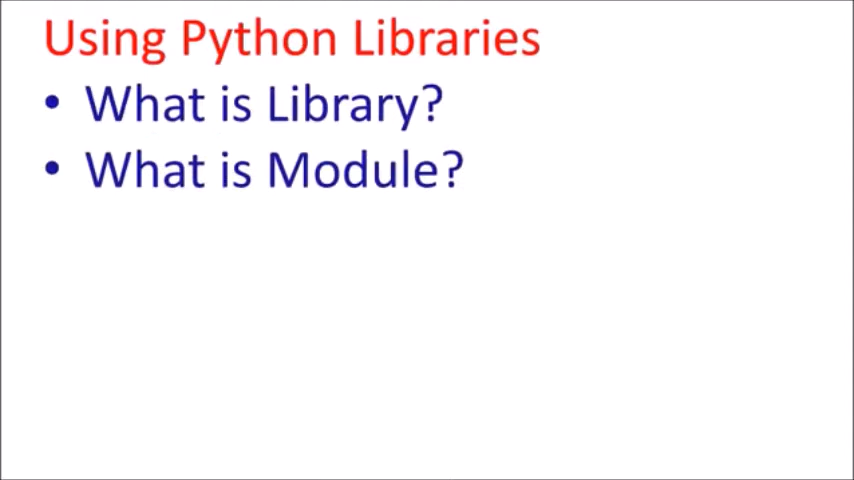 Using Python Libraries
• What is Library?
• What is Module?